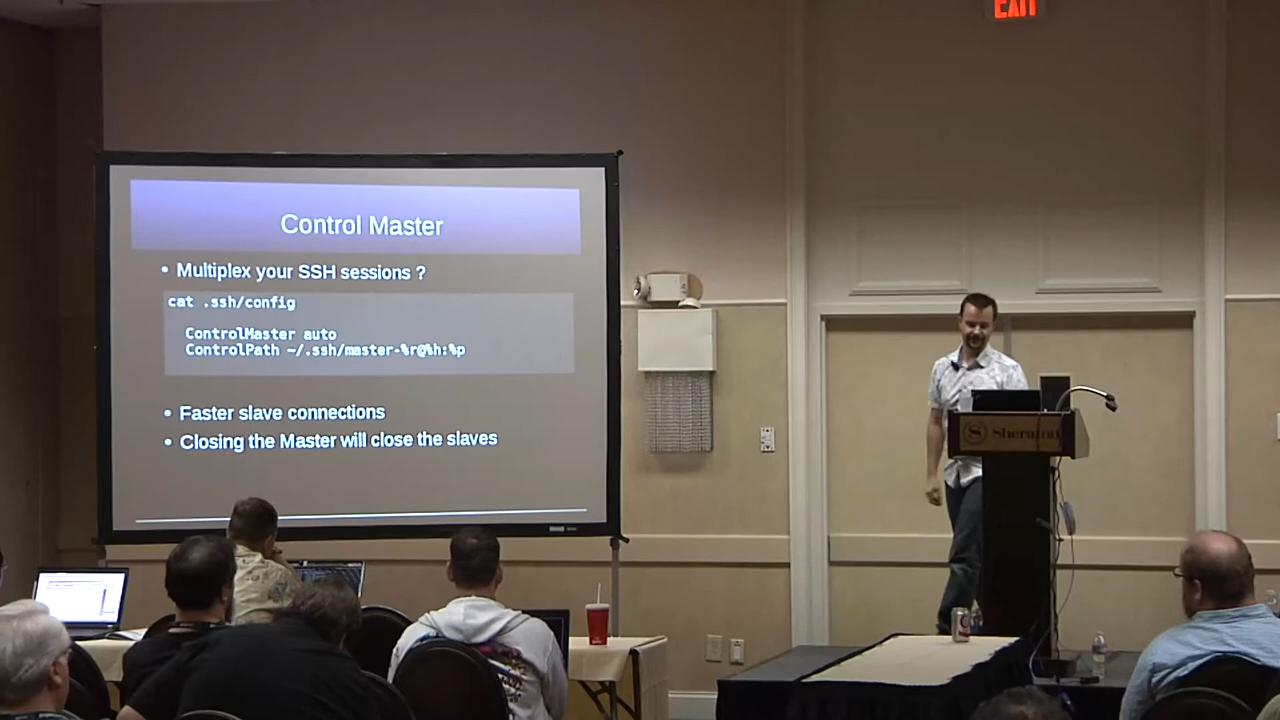 EXIT
Control Master
• Multiplex your SSH sessions ?
cat .ssh/config
ControlMaster auto
ControlPath ~/.ssh/master-%r@%h:%p
• Faster slave connections
• Closing the Master will close the slaves
S Sheraton